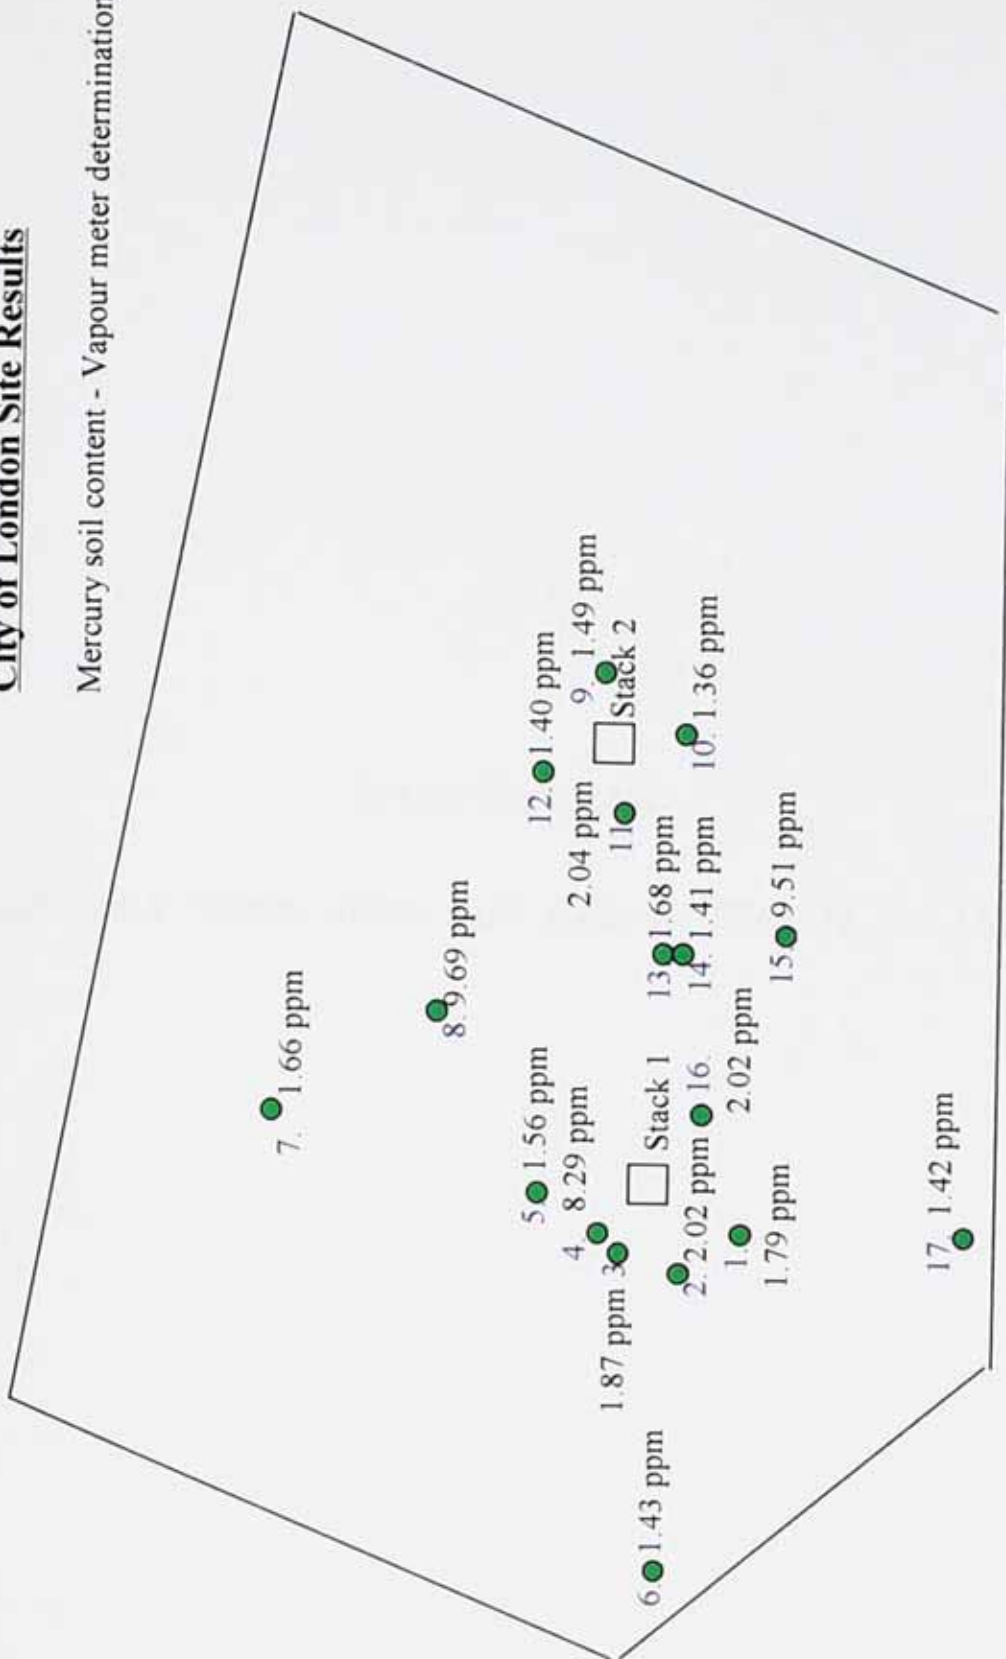 City of London Site Results
Mercury soil content - Vapour meter determination
7. 1.66 ppm
8. 9.69 ppm
12. 1.40 ppm
5. 1.56 ppm
4. 8.29 ppm
9. 1.49 ppm
2.04 ppm
11
Stack 2
1.87 ppm 3
6. 1.43 ppm
Stack 1
13 1.68 ppm
14. 1.41 ppm
10. 1.36 ppm
2. 2.02 ppm
16.
2.02 ppm
1.
1.79 ppm
15. 9.51 ppm
17. 1.42 ppm